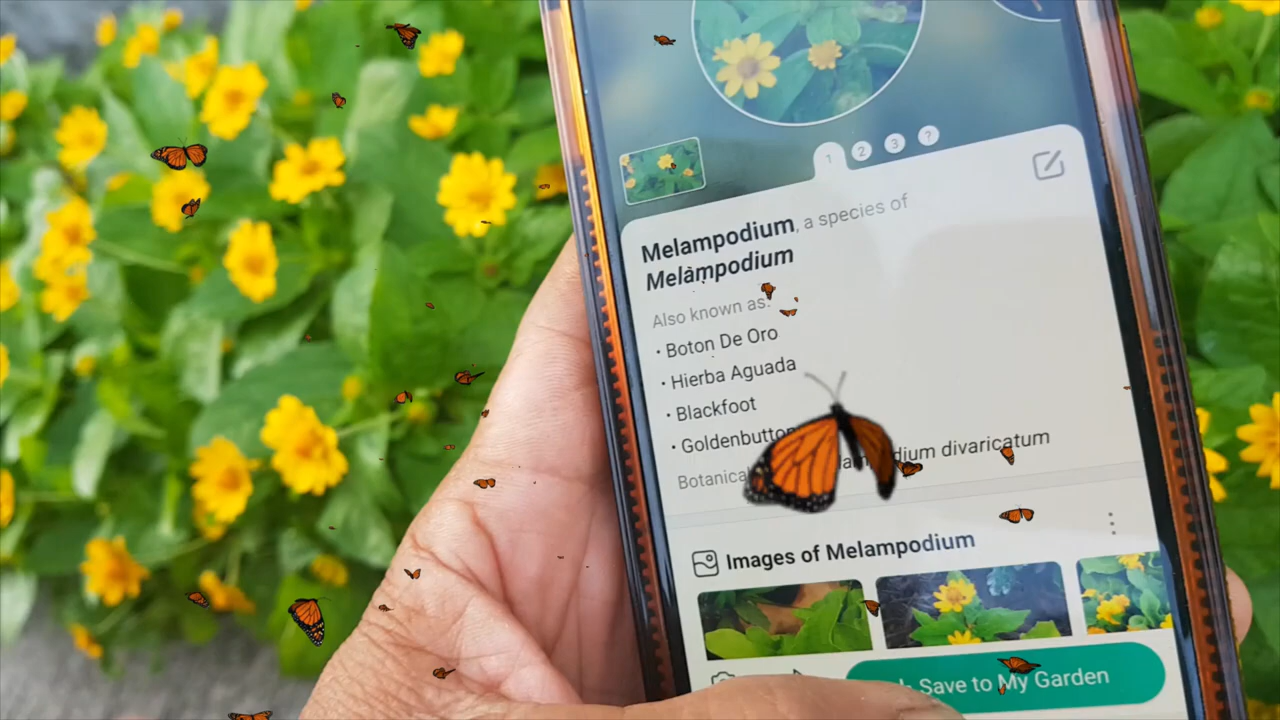 1 2 3 ?
Melampodium, a species of
Melampodium
Also known as:
• Boton De Oro
• Hierba Aguada
• Blackfoot
• Goldenbutton
Botanical dium divaricatum
Images of Melampodium
Save to My Garden